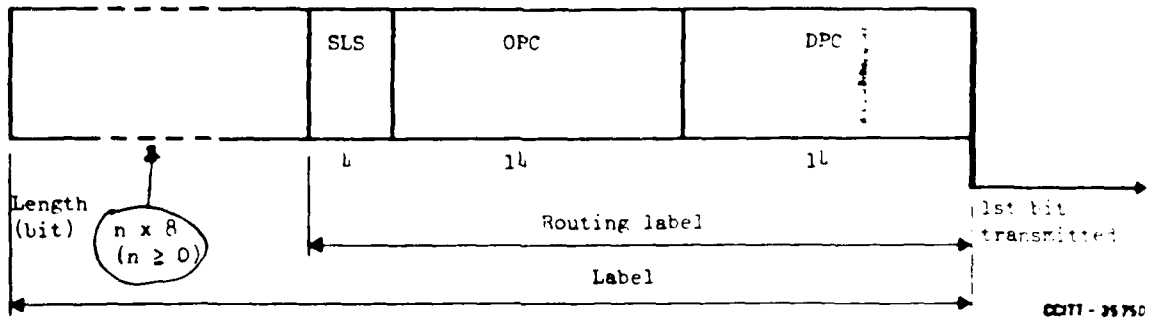 SLS OPC DPC
4 14 14
Length
(bit)
n x 8
(n ≥ 0)
Routing label
1st bit
transmitted
Label
CCITT - 35750